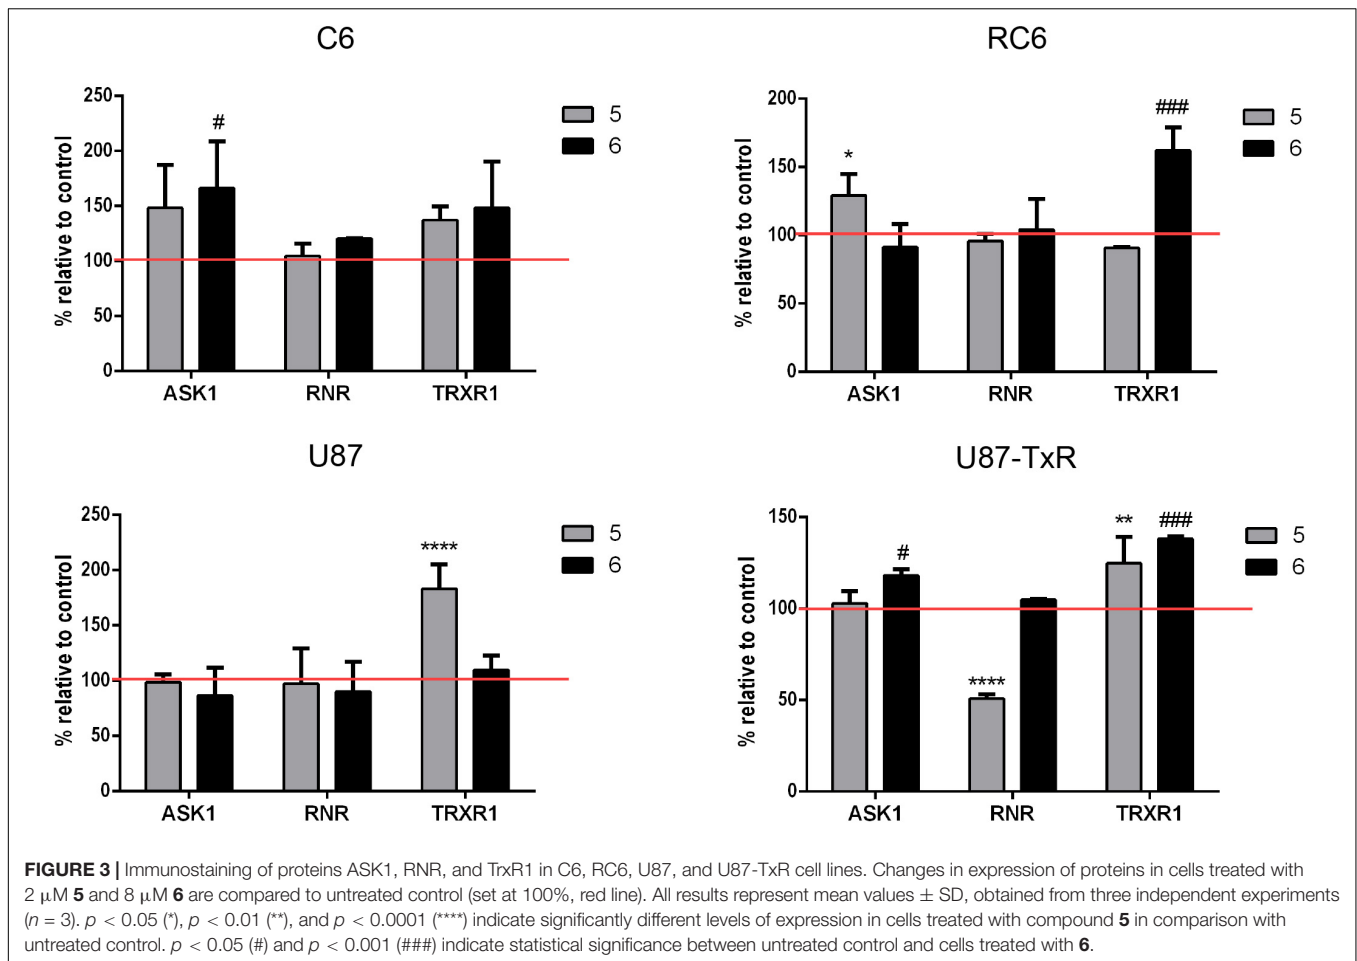 C6
250
200
150
100
50
0
% relative to control
#
5
6
ASK1 RNR TRXR1
RC6
200
150
100
50
0
% relative to control
*
###
5
6
ASK1 RNR TRXR1
U87
250
200
150
100
50
0
% relative to control
****
5
6
ASK1 RNR TRXR1
U87-TxR
150
100
50
0
% relative to control
#
****
**
###
5
6
ASK1 RNR TRXR1
FIGURE 3 | Immunostaining of proteins ASK1, RNR, and TrxR1 in C6, RC6, U87, and U87-TxR cell lines. Changes in expression of proteins in cells treated with
2 μM 5 and 8 μM 6 are compared to untreated control (set at 100%, red line). All results represent mean values ± SD, obtained from three independent experiments
(n = 3). p < 0.05 (*), p < 0.01 (**), and p < 0.0001 (****) indicate significantly different levels of expression in cells treated with compound 5 in comparison with
untreated control. p < 0.05 (#) and p < 0.001 (###) indicate statistical significance between untreated control and cells treated with 6.